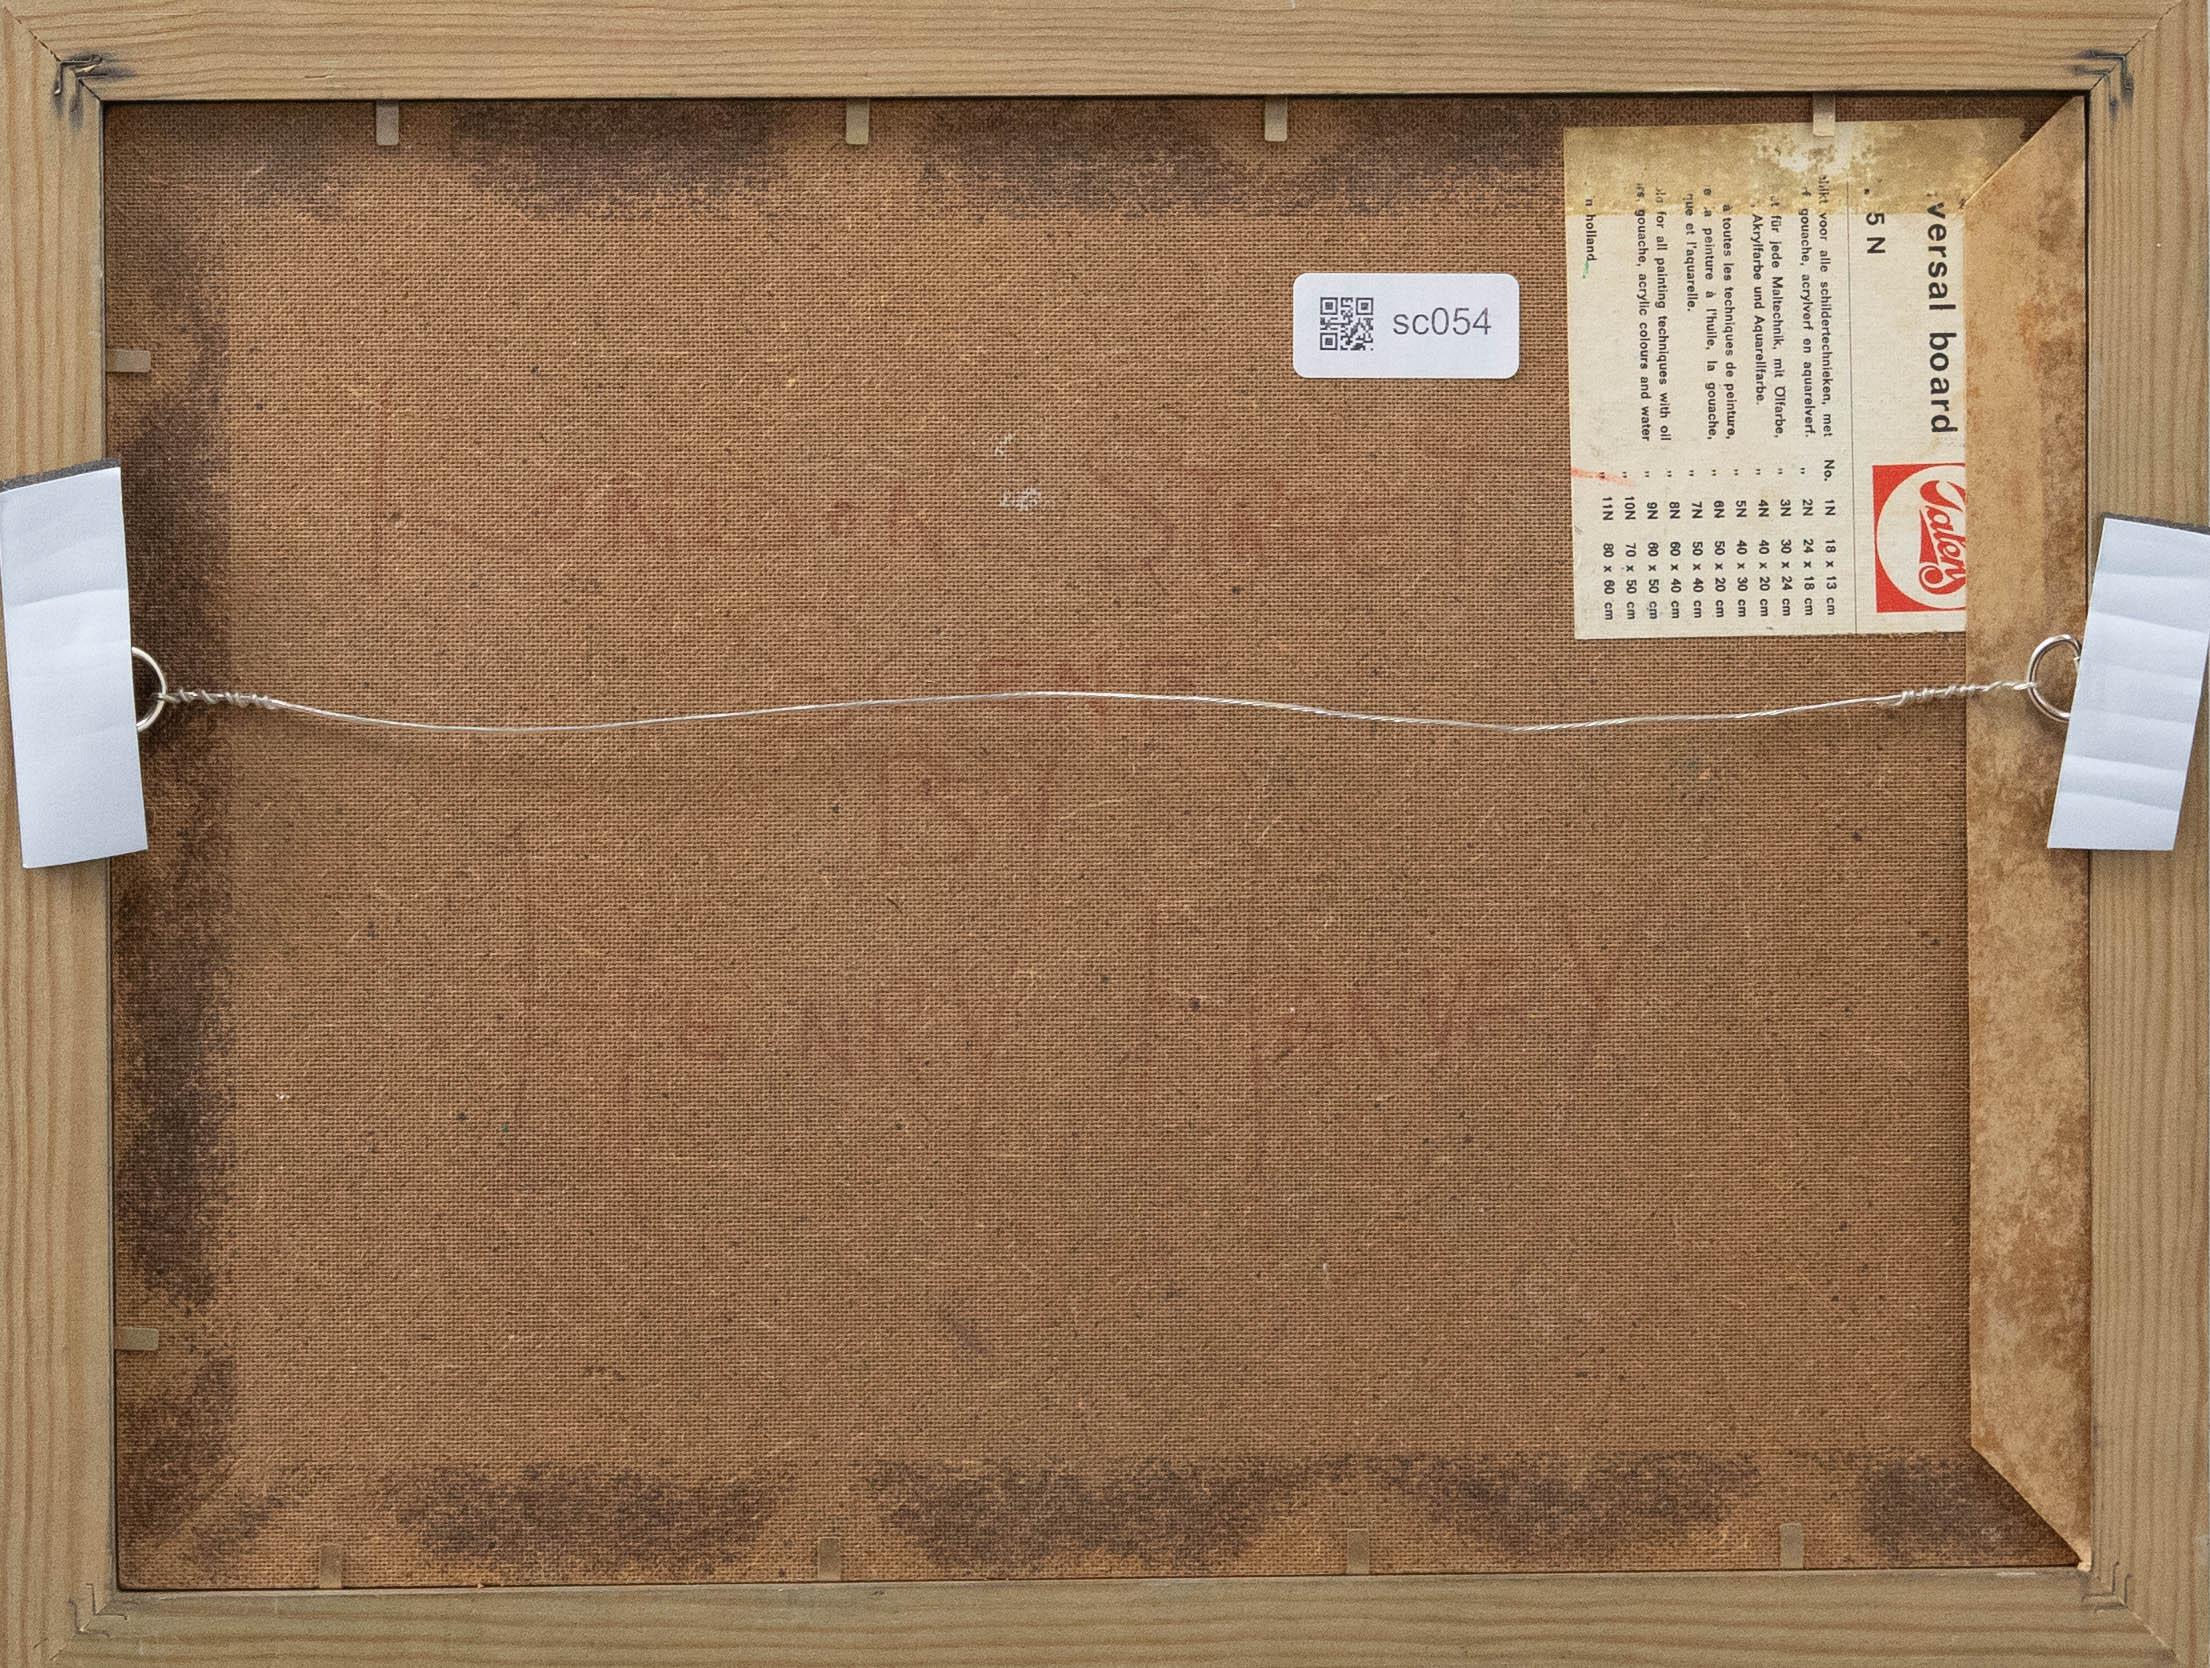 sc054
versal board
Talens
5 N
voor alle schildertechnieken, met
gouache, acrylverf en aquarelverf.
für jede Maltechnik, mit Ölfarbe,
Akrylfarbe und Aquarellfarbe.
à toutes les techniques de peinture,
peinture à l'huile, la gouache,
et l'aquarelle.
for all painting techniques with oil
gouache, acrylic colours and water
holland
No. 1N 18 x 13 cm
" 2N 24 x 18 cm
" 3N 30 x 24 cm
" 4N 40 x 20 cm
" 5N 40 x 30 cm
" 6N 50 x 20 cm
" 7N 50 x 40 cm
" 8N 60 x 40 cm
" 9N 60 x 50 cm
" 10N 70 x 50 cm
" 11N 80 x 60 cm
BY